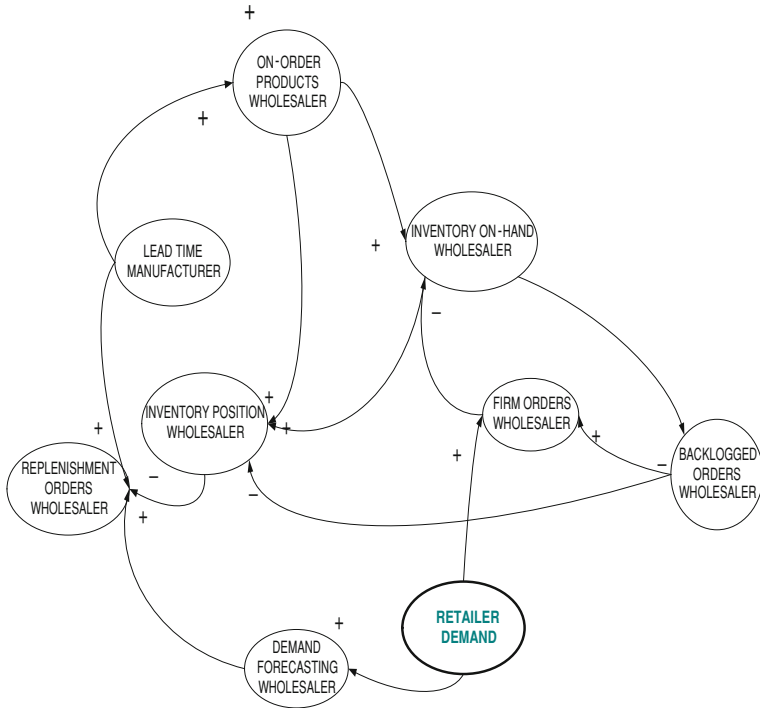 +
ON-ORDER
PRODUCTS
WHOLESALER
+
INVENTORY ON-HAND
WHOLESALER
+
LEAD TIME
MANUFACTURER
−
INVENTORY POSITION
WHOLESALER
+
+
FIRM ORDERS
WHOLESALER
+
+
+
REPLENISHMENT
ORDERS
WHOLESALER
−
−
−
BACKLOGGED
ORDERS
WHOLESALER
+
RETAILER
DEMAND
+
DEMAND
FORECASTING
WHOLESALER